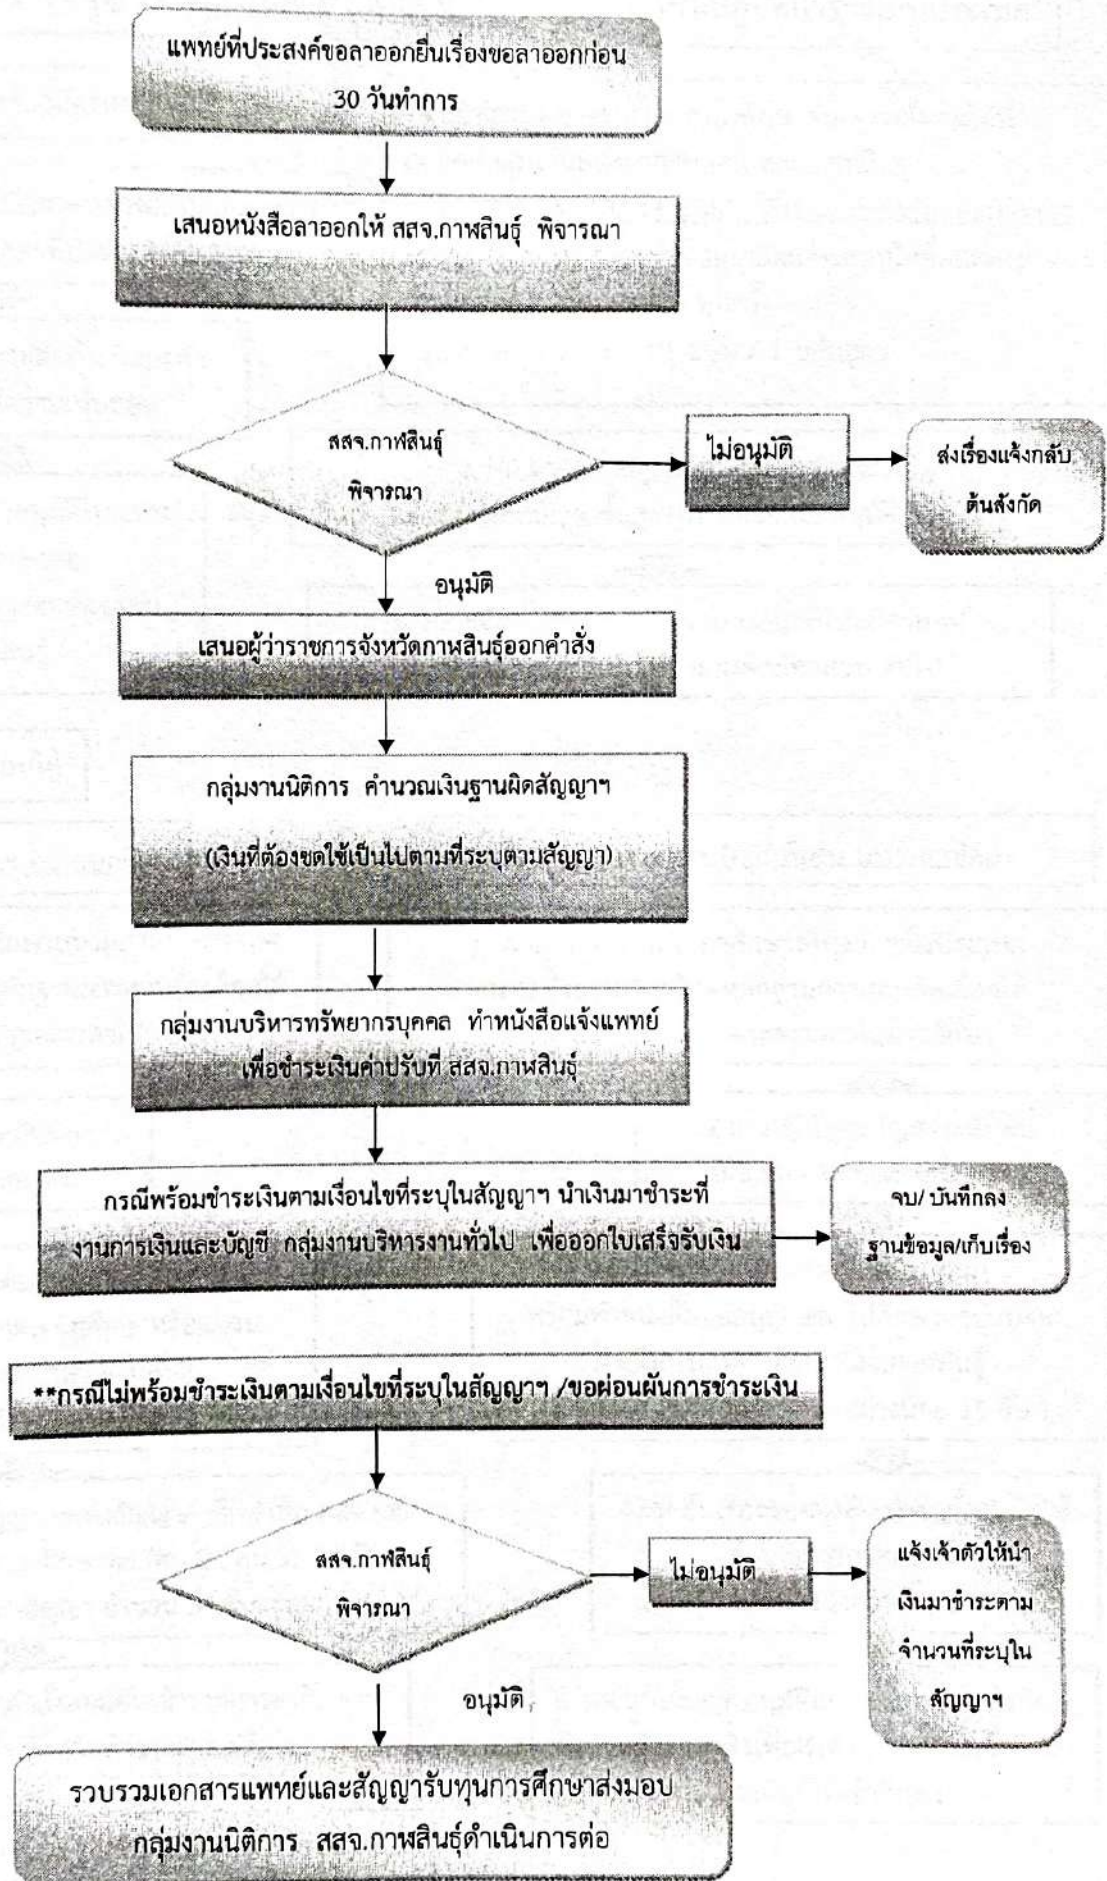 แพทย์ที่ประสงค์ขอลาออกยื่นเรื่องขอลาออกก่อน
30 วันทำการ
เสนอหนังสือลาออกให้ สสจ.กาฬสินธุ์ พิจารณา
สสจ.กาฬสินธุ์
พิจารณา
ไม่อนุมัติ
ส่งเรื่องแจ้งกลับ
ต้นสังกัด
อนุมัติ
เสนอผู้ว่าราชการจังหวัดกาฬสินธุ์ออกคำสั่ง
กลุ่มงานนิติการ คำนวณเงินฐานผิดสัญญาฯ
(เงินที่ต้องชดใช้เป็นไปตามที่ระบุตามสัญญา)
กลุ่มงานบริหารทรัพยากรบุคคล ทำหนังสือแจ้งแพทย์
เพื่อชำระเงินค่าปรับที่ สสจ.กาฬสินธุ์
กรณีพร้อมชำระเงินตามเงื่อนไขที่ระบุในสัญญาฯ นำเงินมาชำระที่
งานการเงินและบัญชี กลุ่มงานบริหารงานทั่วไป เพื่อออกใบเสร็จรับเงิน
จบ/ บันทึกลง
ฐานข้อมูล/เก็บเรื่อง
**กรณีไม่พร้อมชำระเงินตามเงื่อนไขที่ระบุในสัญญาฯ /ขอผ่อนผันการชำระเงิน
สสจ.กาฬสินธุ์
พิจารณา
ไม่อนุมัติ
แจ้งเจ้าตัวให้นำ
เงินมาชำระตาม
จำนวนที่ระบุใน
สัญญาฯ
อนุมัติ
รวบรวมเอกสารแพทย์และสัญญารับทุนการศึกษาส่งมอบ
กลุ่มงานนิติการ สสจ.กาฬสินธุ์ดำเนินการต่อ